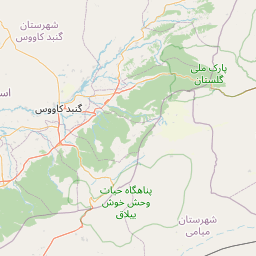 شهرستان
گنبد کاووس
پارک ملی
گلستان
گنبد کاووس
پناهگاه حیات
وحش خوش
ییلاق
شهرستان
میامی